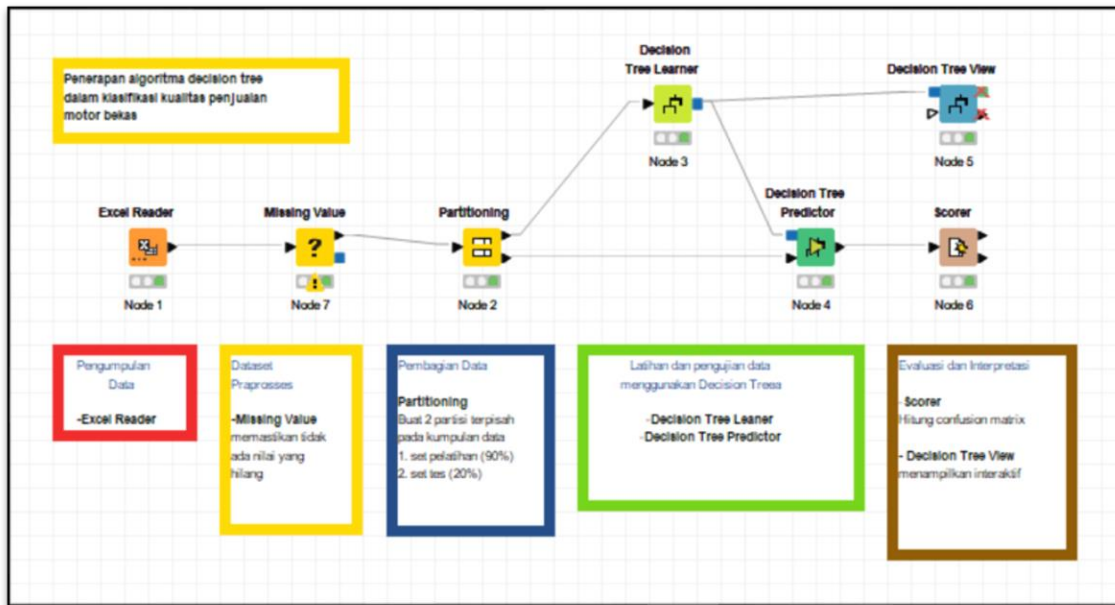 Penerapan algoritma decision tree
dalam klasifikasi kualitas penjualan
motor bekas
Decision
Tree Learner
Node 3
Decision Tree View
Node 5
Excel Reader
Node 1
Missing Value
?
Node 7
Partitioning
Node 2
Decision Tree
Predictor
Node 4
Scorer
Node 6
Pengumpulan
Data
-Excel Reader
Dataset
Praprosses
-Missing Value
memastikan tidak
ada nilai yang
hilang
Pembagian Data
Partitioning
Buat 2 partisi terpisah
pada kumpulan data
1. set pelatihan (90%)
2. set tes (20%)
Latihan dan pengujian data
menggunakan Decision Treea
-Decision Tree Leaner
-Decision Tree Predictor
Evaluasi dan Interpretasi
- Scorer
Hitung confusion matrix
- Decision Tree View
menampilkan interaktif